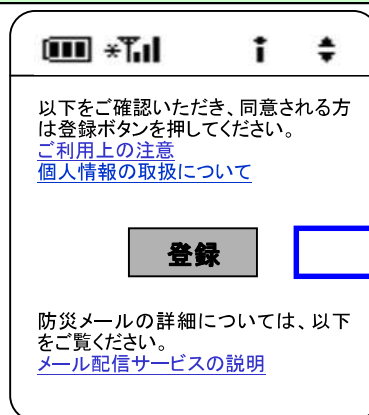 以下をご確認いただき、同意される方
は登録ボタンを押してください。
ご利用上の注意
個人情報の取扱について
登録
防災メールの詳細については、以下
をご覧ください。
メール配信サービスの説明